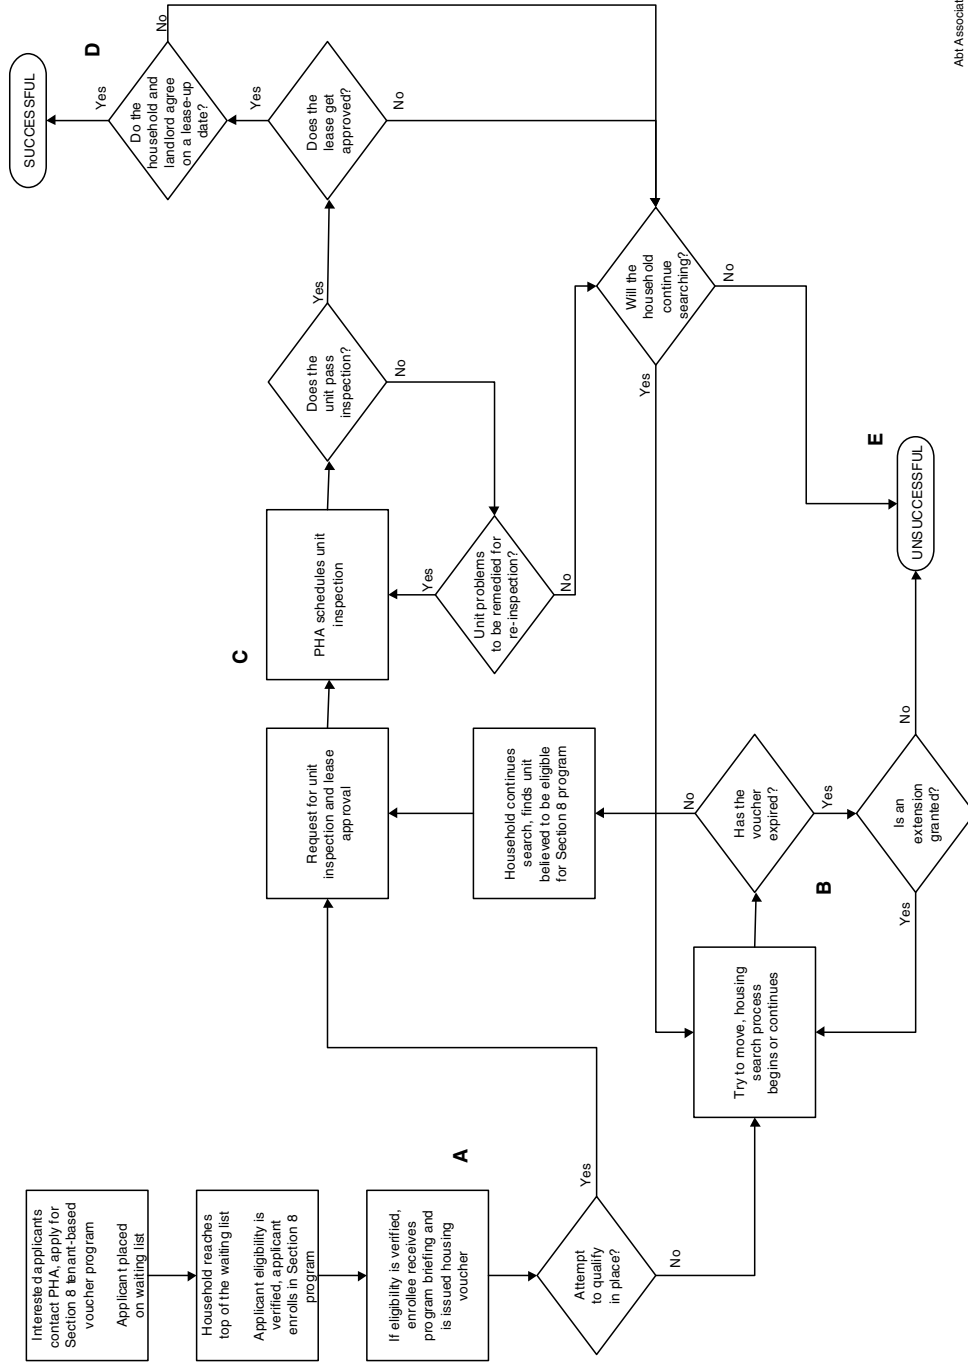 Interested applicants
contact PHA, apply for
Section 8 tenant-based
voucher program
Applicant placed
on waiting list
Household reaches
top of the waiting list
Applicant eligibility is
verified, applicant
enrolls in Section 8
program
If eligibility is verified,
enrollee receives
program briefing and
is issued housing
voucher
A
Attempt
to qualify
in place?
Yes
No
Try to move, housing
search process
begins or continues
B
Has the
voucher
expired?
No
Yes
Is an
extension
granted?
Yes
No
Household continues
search, finds unit
believed to be eligible
for Section 8 program
Request for unit
inspection and lease
approval
C
PHA schedules unit
inspection
Does the
unit pass
inspection?
Yes
No
Unit problems
to be remedied for
re-inspection?
Yes
No
Does the
lease get
approved?
Yes
No
D
Do the
household and
landlord agree
on a lease-up
date?
Yes
No
SUCCESSFUL
Will the
household
continue
searching?
Yes
No
E
UNSUCCESSFUL
Abt